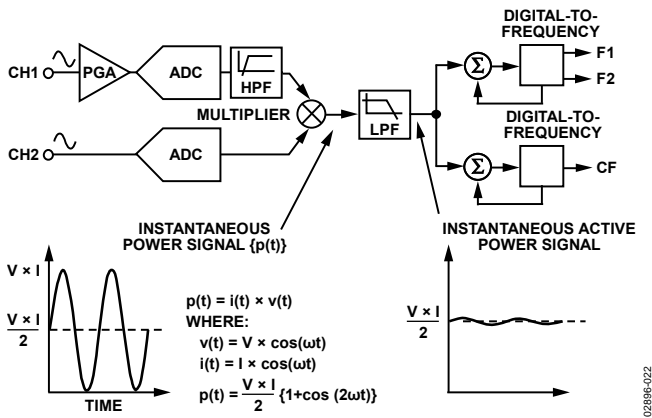 DIGITAL-TO-
FREQUENCY
CH1
PGA
ADC
HPF
MULTIPLIER
LPF
Σ
F1
F2
CH2
ADC
DIGITAL-TO-
FREQUENCY
Σ
CF
INSTANTANEOUS
POWER SIGNAL {p(t)}
INSTANTANEOUS ACTIVE
POWER SIGNAL
V × I
V × I
2
TIME
p(t) = i(t) × v(t)
WHERE:
v(t) = V × cos(ωt)
i(t) = I × cos(ωt)
p(t) = V × I
2
{1+cos (2ωt)}
V × I
2
02896-022